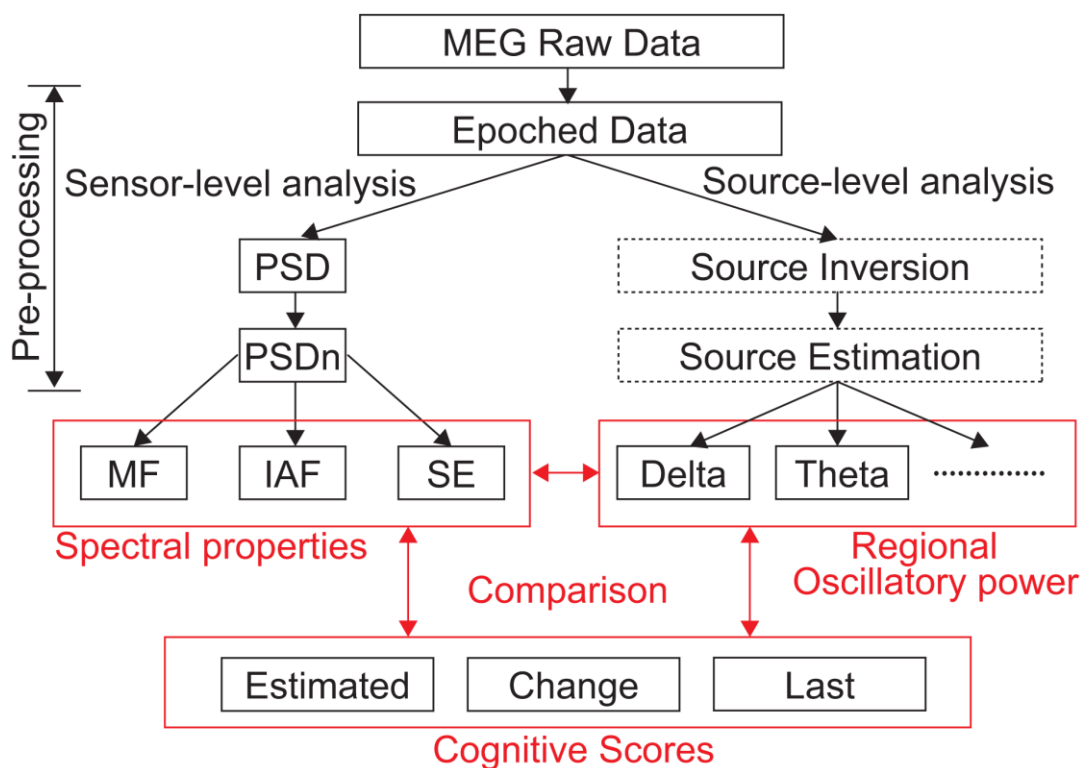 MEG Raw Data
Epoched Data
Pre-processing
Sensor-level analysis
Source-level analysis
PSD
Source Inversion
PSDn
Source Estimation
MF
IAF
SE
Delta
Theta
..............
Spectral properties
Regional
Oscillatory power
Comparison
Estimated
Change
Last
Cognitive Scores